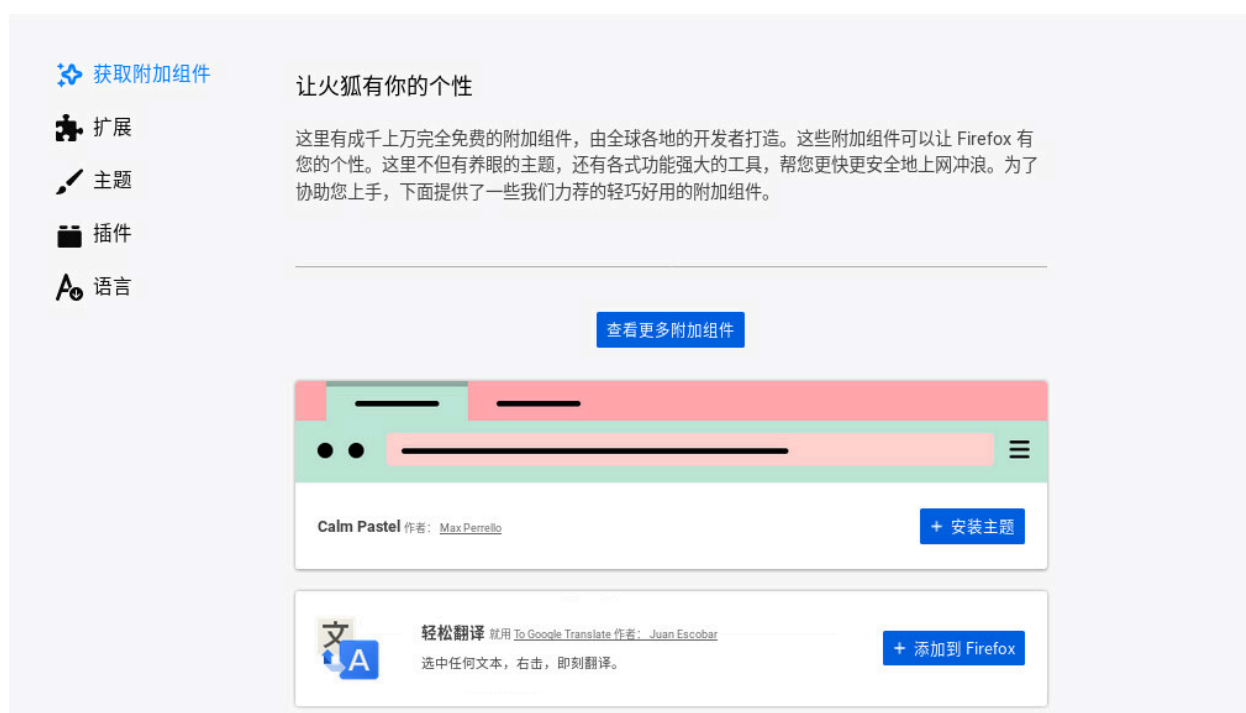 获取附加组件
扩展
主题
插件
语言
让火狐有你的个性
这里有成千上万完全免费的附加组件，由全球各地的开发者打造。这些附加组件可以让 Firefox 有
您的个性。这里不但有养眼的主题，还有各式功能强大的工具，帮您更快更安全地上网冲浪。为了
协助您上手，下面提供了一些我们力荐的轻巧好用的附加组件。
查看更多附加组件
Calm Pastel 作者： Max Perrello
+ 安装主题
文
A
轻松翻译 就用 To Google Translate 作者： Juan Escobar
选中任何文本，右击，即刻翻译。
+ 添加到 Firefox